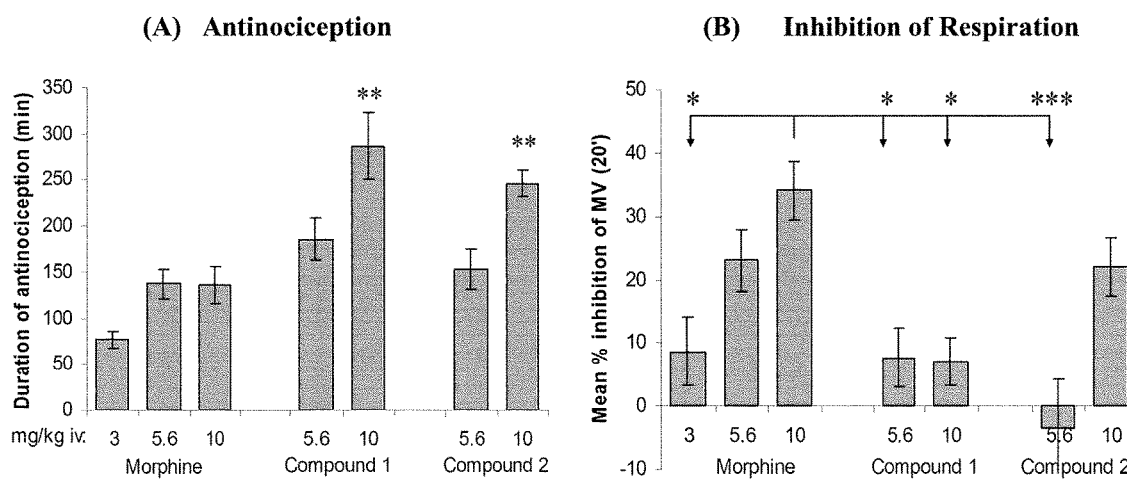 (A) Antinociception
Duration of antinociception (min)
400
350
300
250
200
150
100
50
0
**
**
mg/kg iv: 3 5.6 10 5.6 10 5.6 10
Morphine Compound 1 Compound 2
(B) Inhibition of Respiration
Mean % inhibition of MV (20')
50
40
30
20
10
0
-10
* * * ***
3 5.6 10 5.6 10 5.6 10
Morphine Compound 1 Compound 2